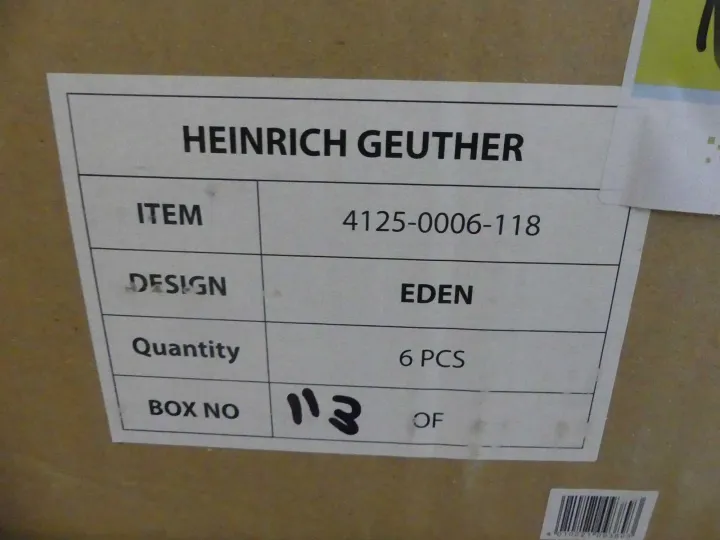 HEINRICH GEUTHER
ITEM 4125-0006-118
DESIGN EDEN
Quantity 6 PCS
BOX NO 113 OF